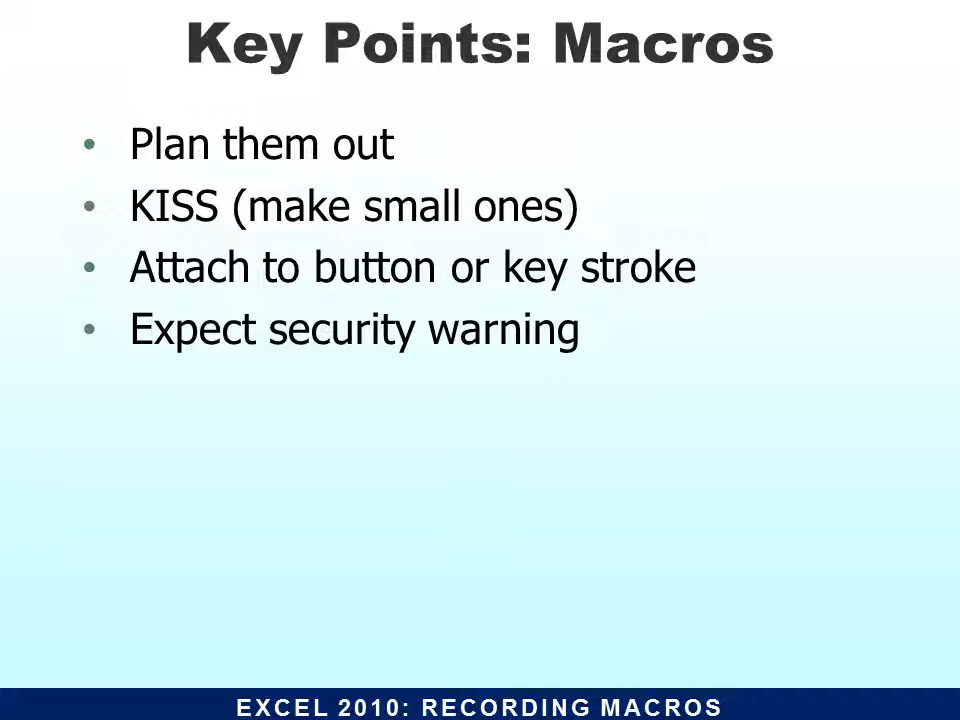 Key Points: Macros
• Plan them out
• KISS (make small ones)
• Attach to button or key stroke
• Expect security warning
EXCEL 2010: RECORDING MACROS